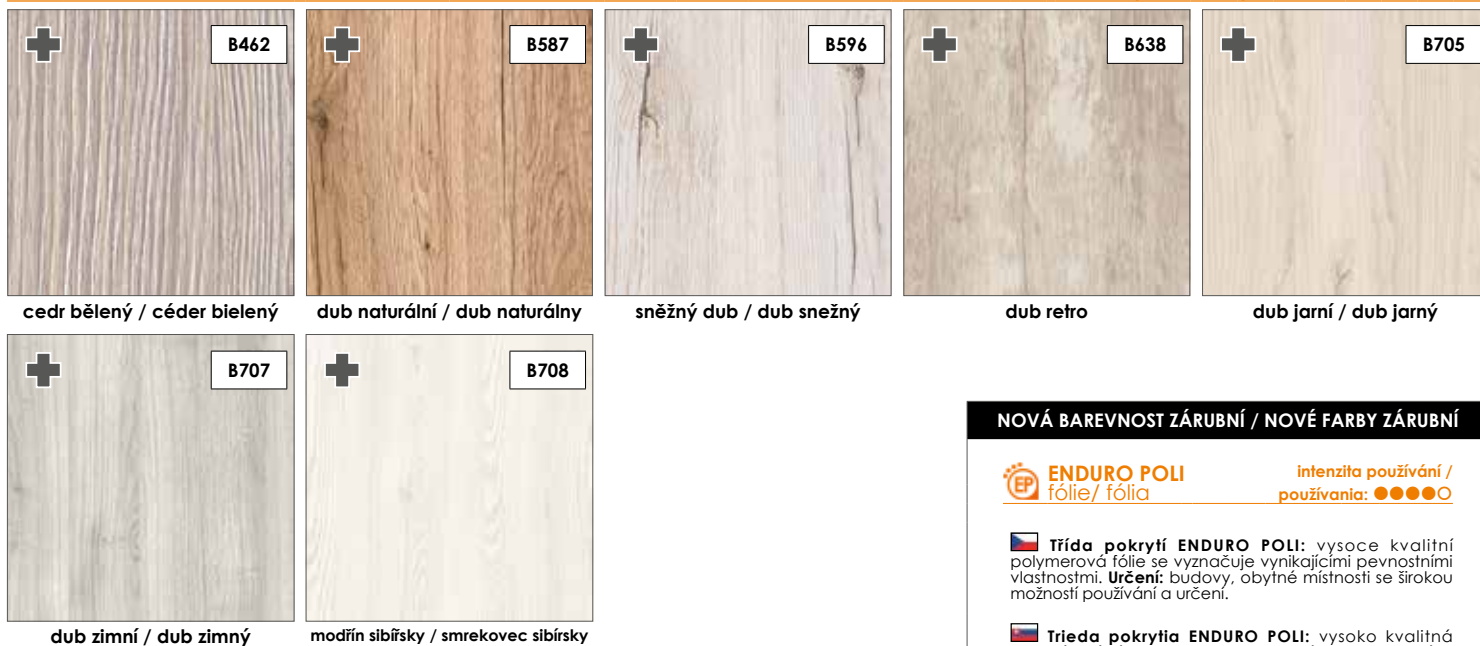 B462
B587
B596
B638
B705
cedr bělený / céder bielený
dub naturální / dub naturálny
sněžný dub / dub snežný
dub retro
dub jarní / dub jarný
B707
B708
dub zimní / dub zimný
modřín sibířsky / smrekovec sibírsky
NOVÁ BAREVNOST ZÁRUBNÍ / NOVÉ FARBY ZÁRUBNÍ
EP
ENDURO POLI
fólie/ fólia
intenzita používání /
používania:
Třída pokrytí ENDURO POLI: vysoce kvalitní
polymerová fólie se vyznačuje vynikajícími pevnostními
vlastnostmi. Určení: budovy, obytné místnosti se širokou
možností používání a určení.
Trieda pokrytia ENDURO POLI: vysoko kvalitná